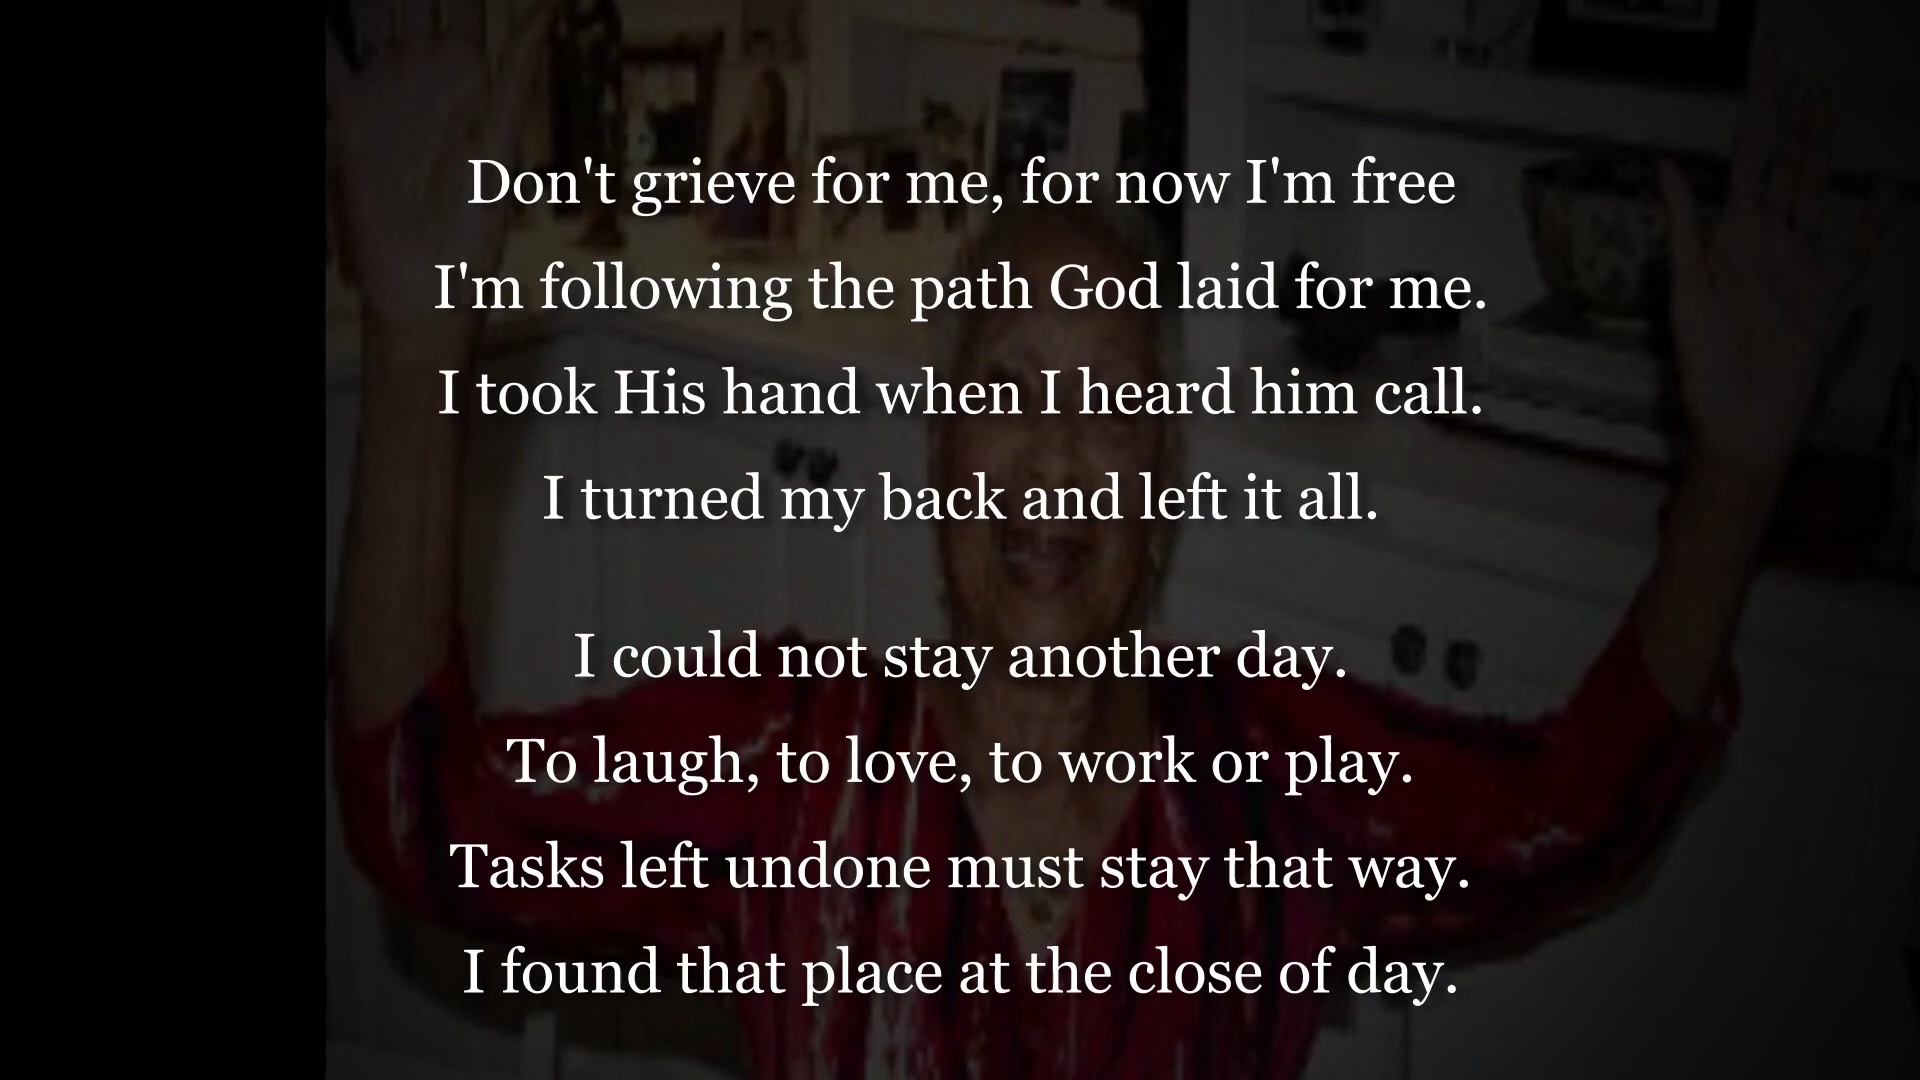 Don't grieve for me, for now I'm free
I'm following the path God laid for me.
I took His hand when I heard him call.
I turned my back and left it all.
I could not stay another day.
To laugh, to love, to work or play.
Tasks left undone must stay that way.
I found that place at the close of day.